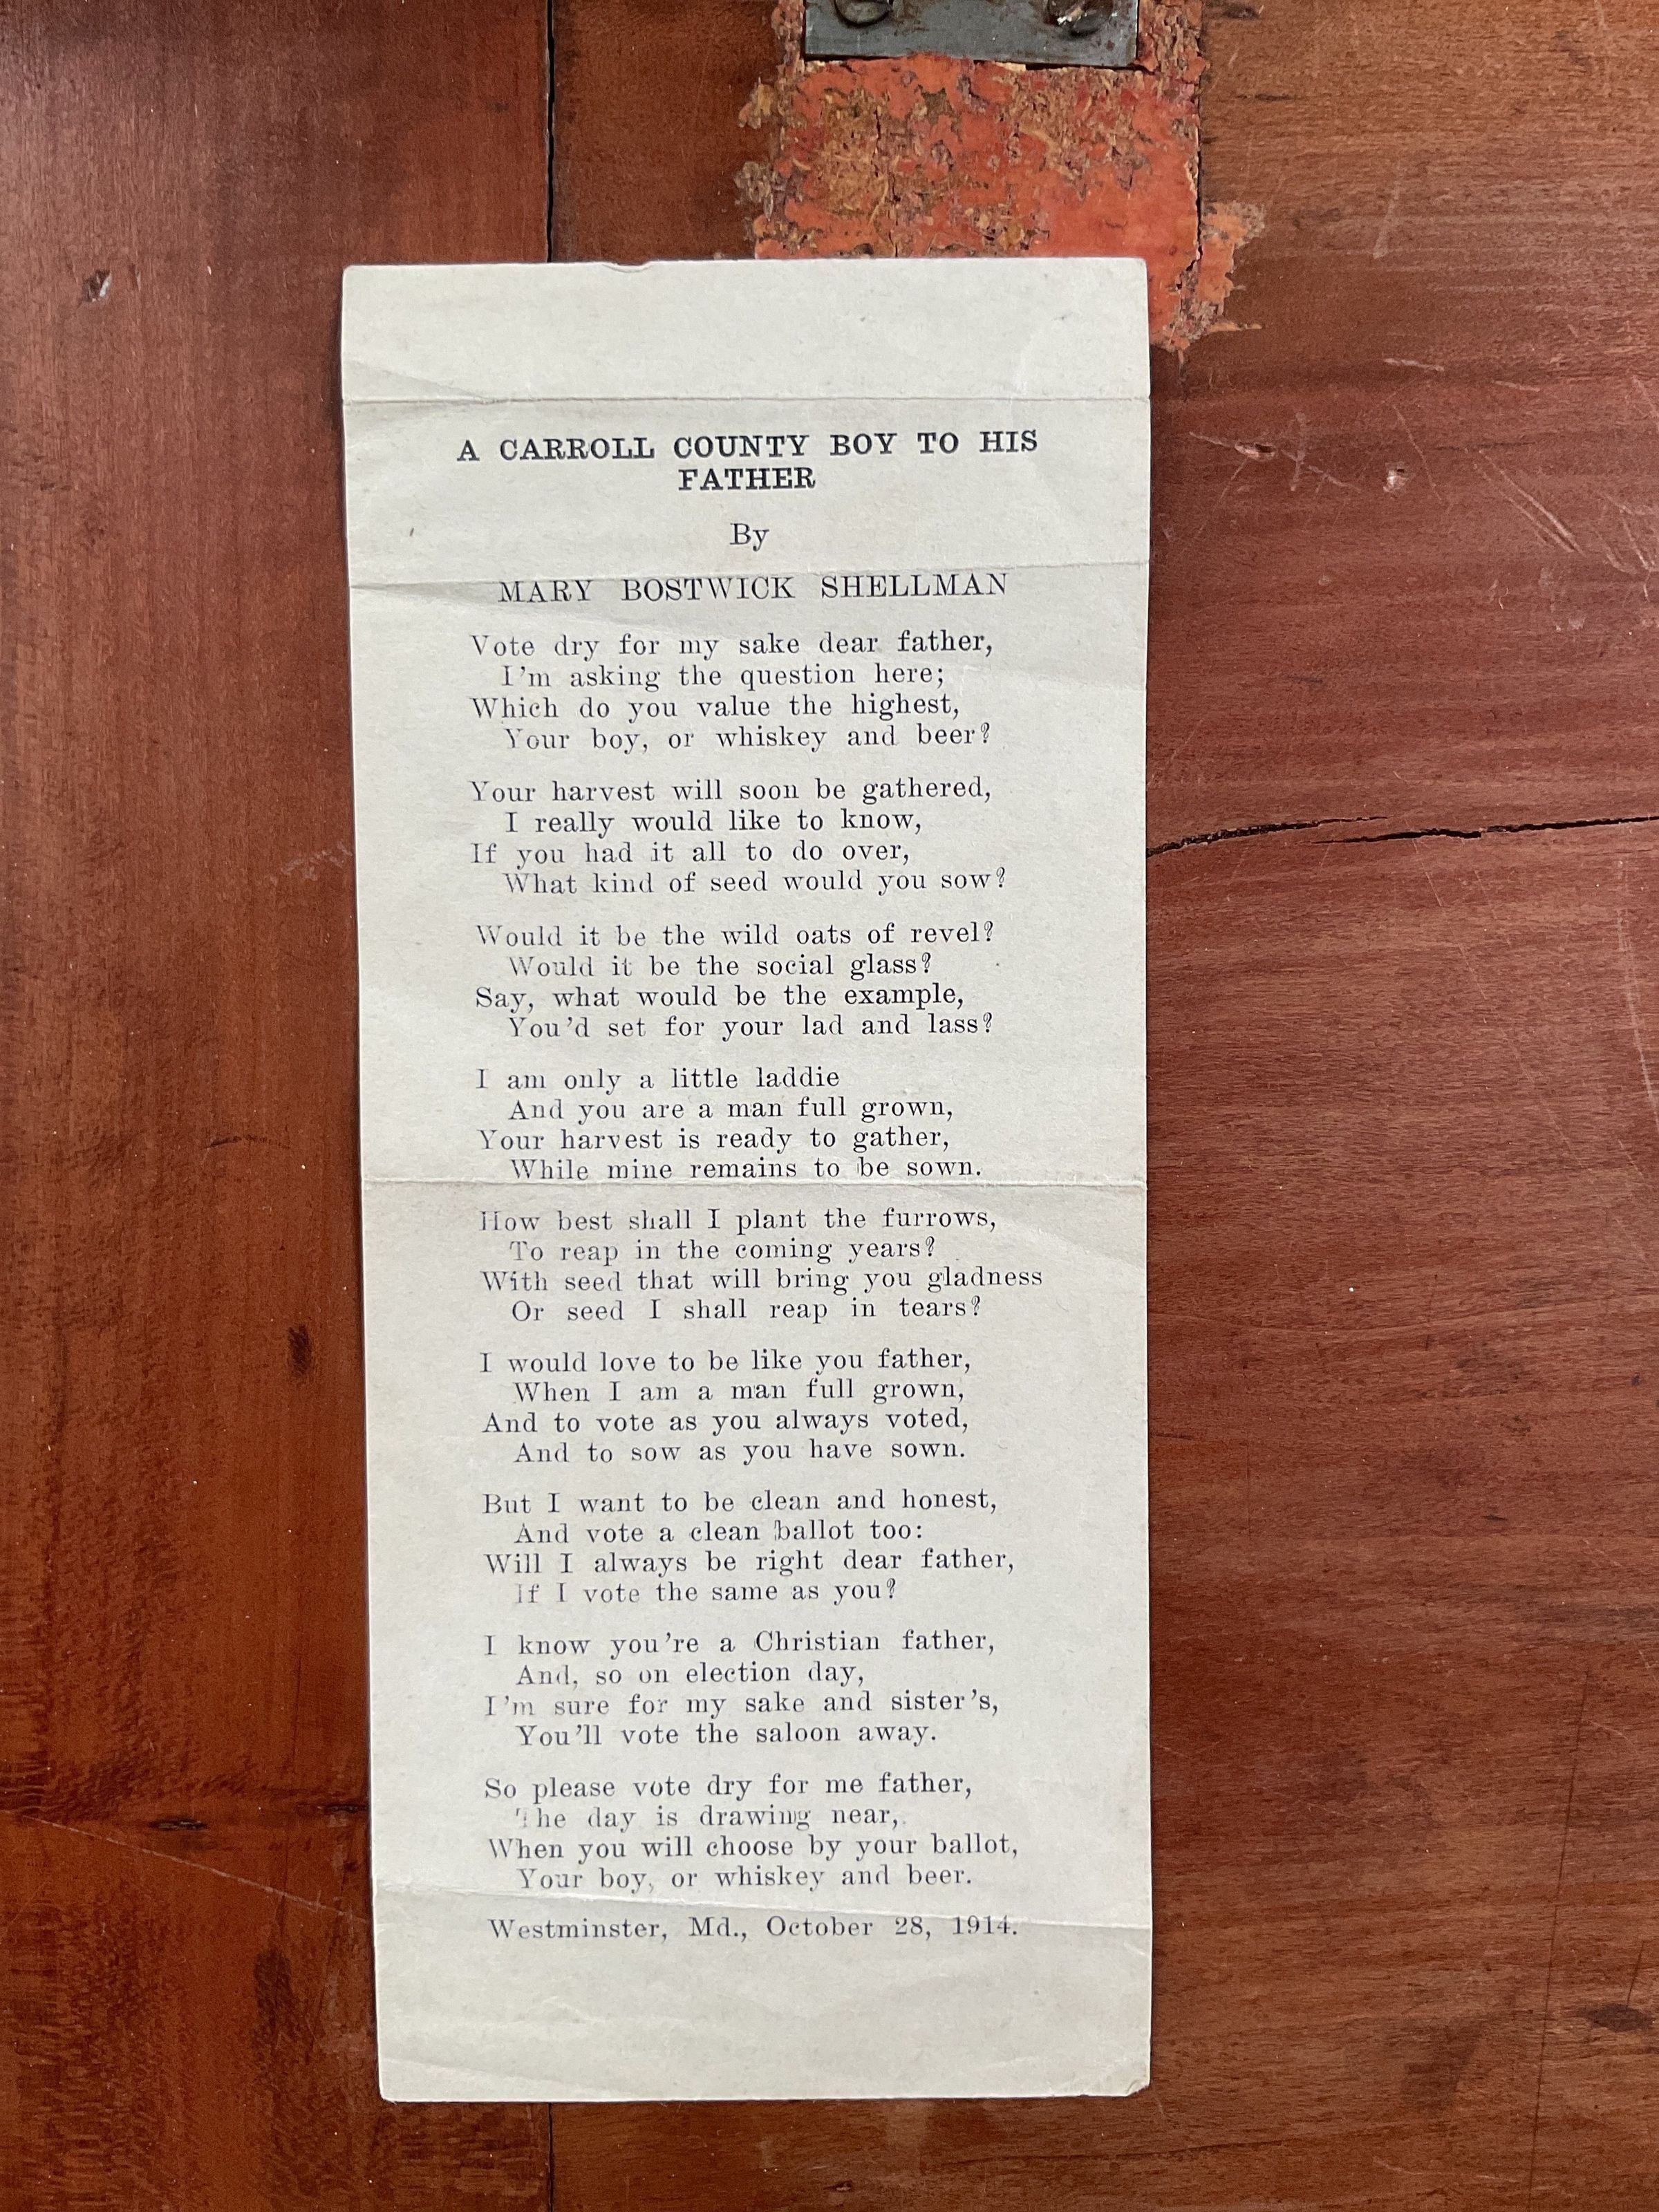 A CARROLL COUNTY BOY TO HIS
FATHER
By
MARY BOSTWICK SHELLMAN
Vote dry for my sake dear father,
I'm asking the question here;
Which do you value the highest,
Your boy, or whiskey and beer?
Your harvest will soon be gathered,
I really would like to know,
If you had it all to do over,
What kind of seed would you sow?
Would it be the wild oats of revel?
Would it be the social glass?
Say, what would be the example,
You'd set for your lad and lass?
I am only a little laddie
And you are a man full grown,
Your harvest is ready to gather,
While mine remains to be sown.
How best shall I plant the furrows,
To reap in the coming years?
With seed that will bring you gladness
Or seed I shall reap in tears?
I would love to be like you father,
When I am a man full grown,
And to vote as you always voted,
And to sow as you have sown.
But I want to be clean and honest,
And vote a clean ballot too:
Will I always be right dear father,
If I vote the same as you?
I know you're a Christian father,
And, so on election day,
I'm sure for my sake and sister's,
You'll vote the saloon away.
So please vote dry for me father,
The day is drawing near,
When you will choose by your ballot,
Your boy, or whiskey and beer.
Westminster, Md., October 28, 1914.